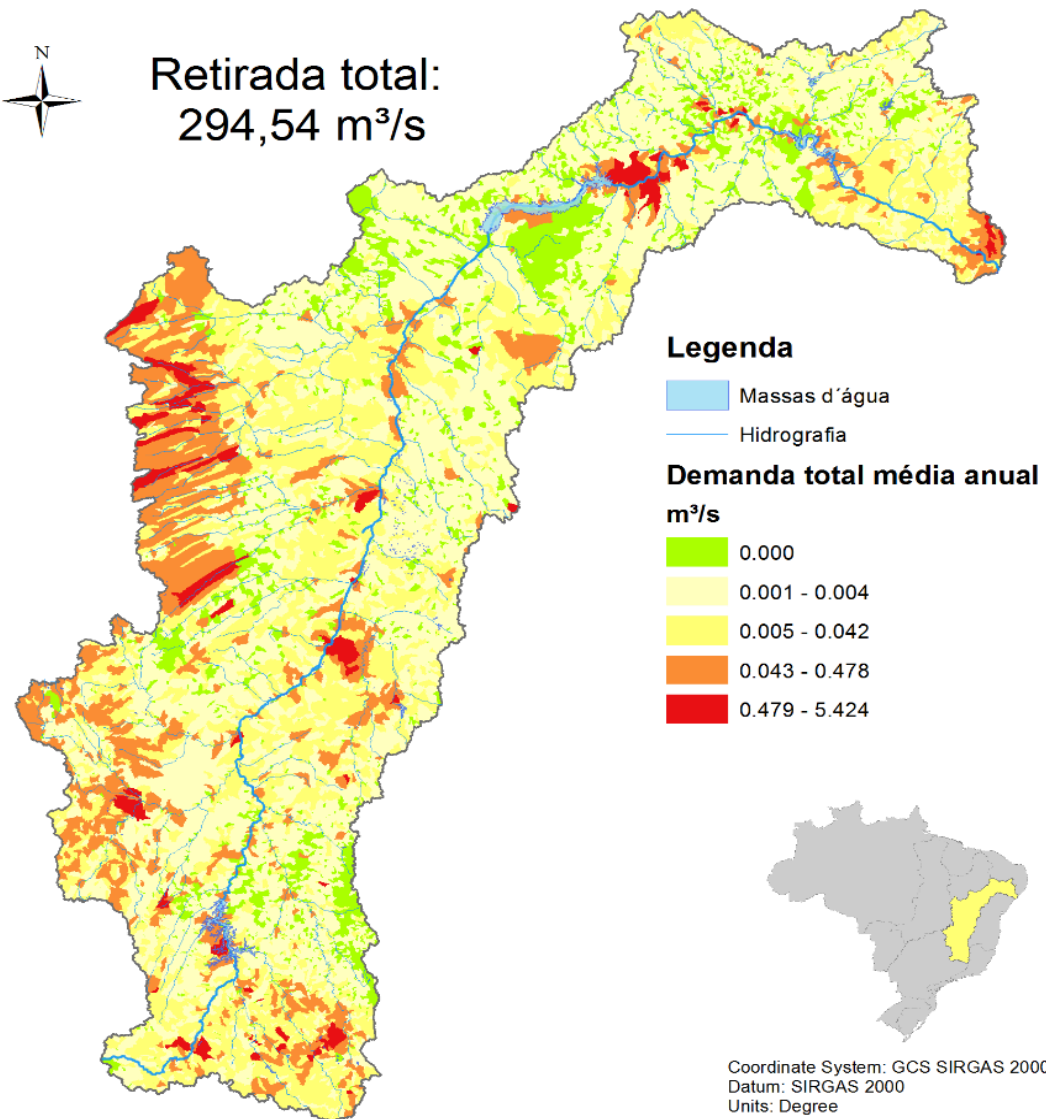 N
Retirada total:
294,54 m³/s
Legenda
Massas d´água
Hidrografia
Demanda total média anual
m³/s
0.000
0.001 - 0.004
0.005 - 0.042
0.043 - 0.478
0.479 - 5.424
Coordinate System: GCS SIRGAS 2000
Datum: SIRGAS 2000
Units: Degree